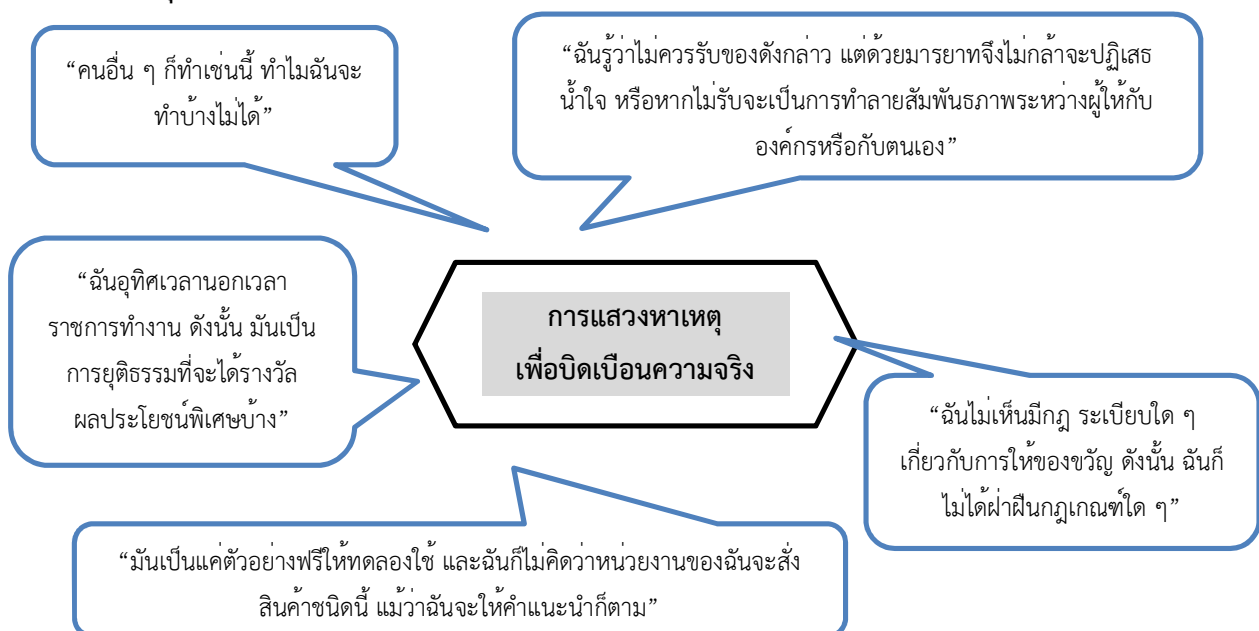 “คนอื่น ๆ ก็ทำเช่นนี้ ทำไมฉันจะ
ทำบ้างไม่ได้”
“ฉันรู้ว่าไม่ควรรับของดังกล่าว แต่ด้วยมารยาทจึงไม่กล้าจะปฏิเสธ
น้ำใจ หรือหากไม่รับจะเป็นการทำลายสัมพันธภาพระหว่างผู้ให้กับ
องค์กรหรือกับตนเอง”
“ฉันอุทิศเวลานอกเวลา
ราชการทำงาน ดังนั้น มันเป็น
การยุติธรรมที่จะได้รางวัล
ผลประโยชน์พิเศษบ้าง”
การแสวงหาเหตุ
เพื่อบิดเบือนความจริง
“ฉันไม่เห็นมีกฎ ระเบียบใด ๆ
เกี่ยวกับการให้ของขวัญ ดังนั้น ฉันก็
ไม่ได้ฝ่าฝืนกฎเกณฑ์ใด ๆ”
“มันเป็นแค่ตัวอย่างฟรีให้ทดลองใช้ และฉันก็ไม่คิดว่าหน่วยงานของฉันจะสั่ง
สินค้าชนิดนี้ แม้ว่าฉันจะให้คำแนะนำก็ตาม”